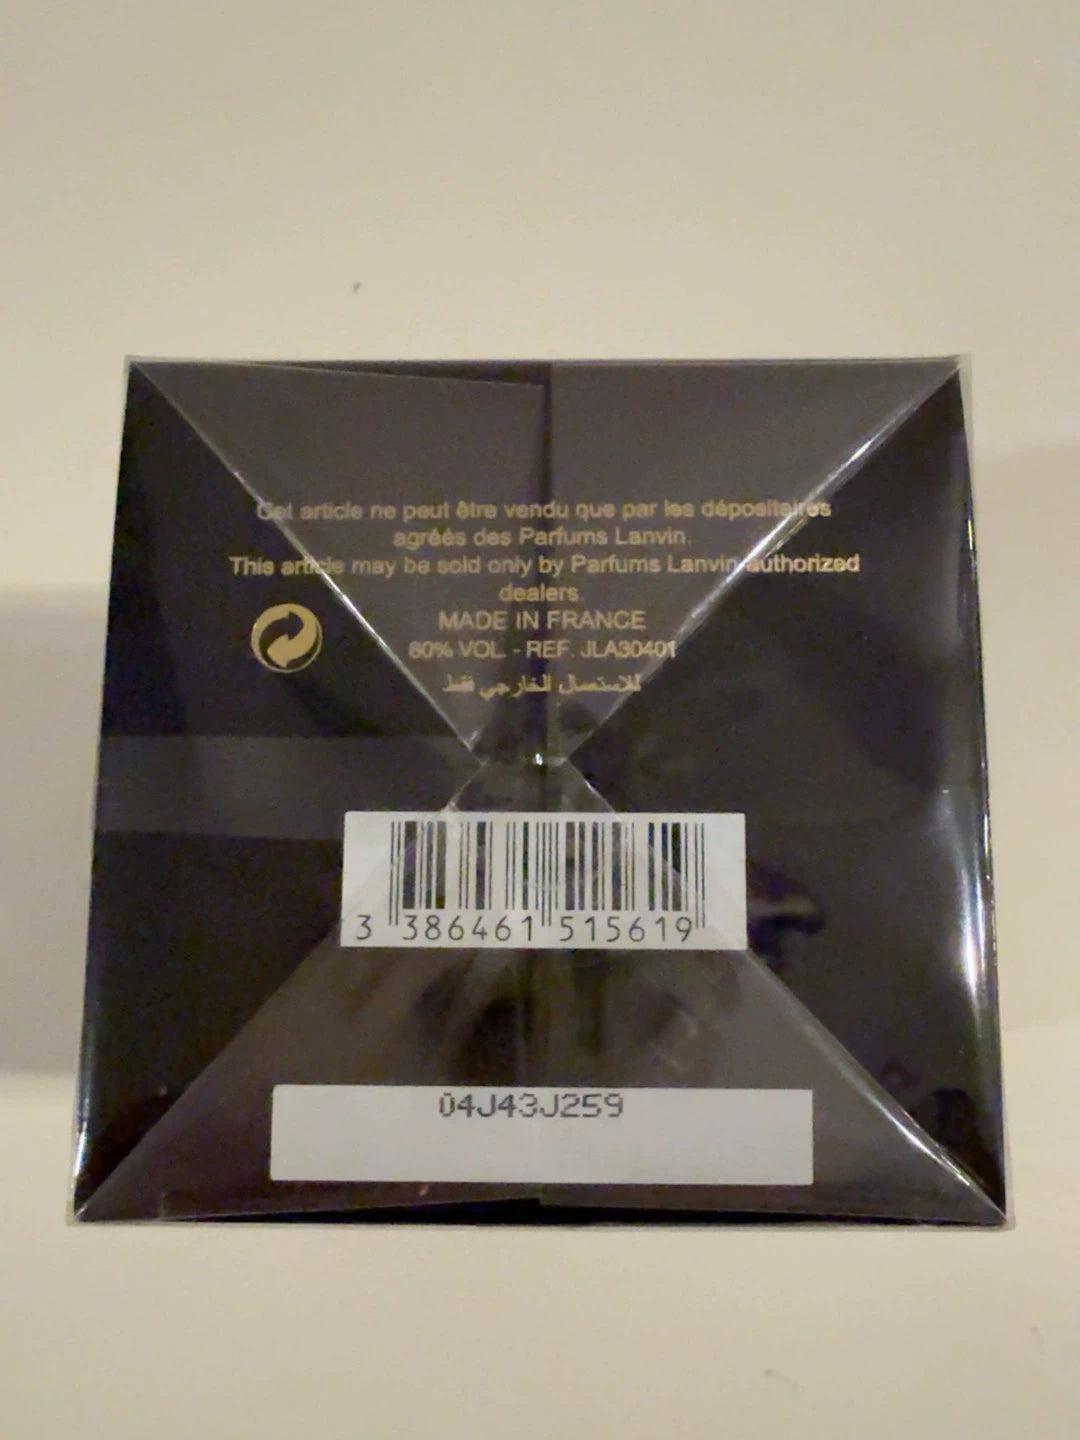 Cet article ne peut être vendu que par les dépositaires
agréés des Parfums Lanvin.
This article may be sold only by Parfums Lanvin authorized
dealers.
MADE IN FRANCE
80% VOL. - REF. JLA30401
للاستعمال الخارجي فقط
3 386461 515619
04J43J259